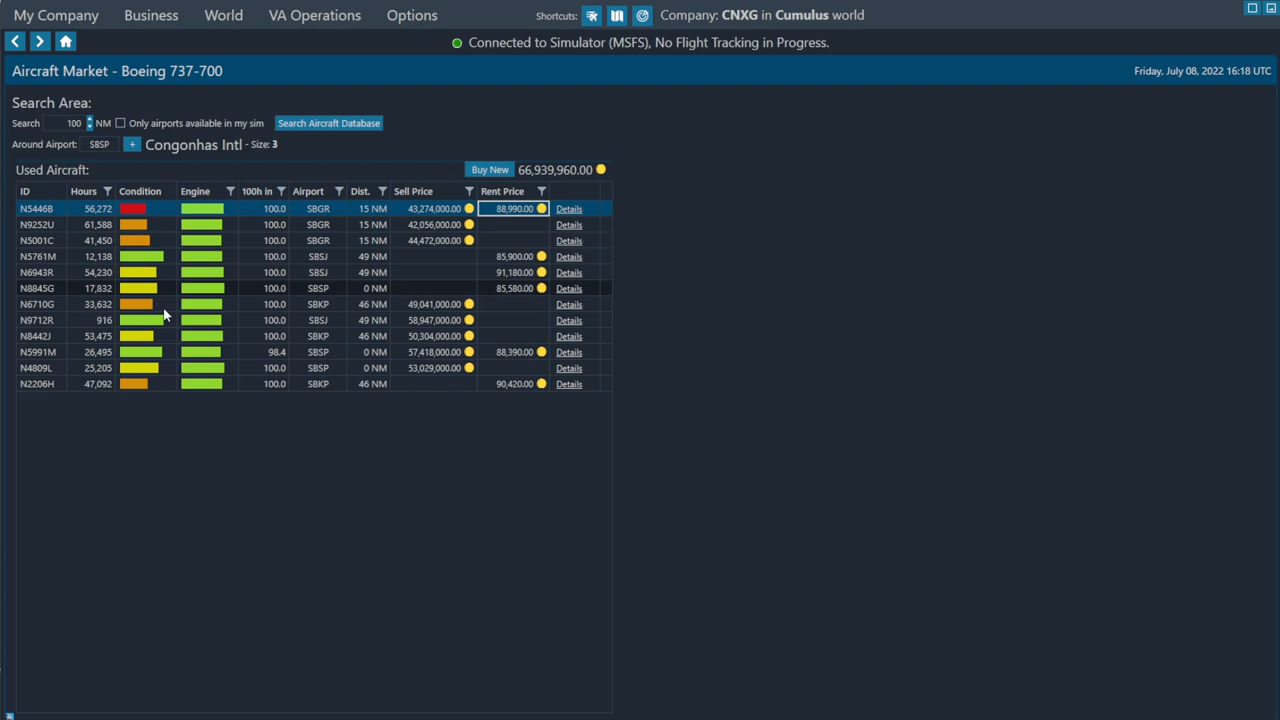 My Company Business World VA Operations Options Shortcuts: Company: CNXG in Cumulus world
Connected to Simulator (MSFS), No Flight Tracking in Progress.
Aircraft Market - Boeing 737-700 Friday, July 08, 2022 16:18 UTC
Search Area:
Search 100 NM Only airports available in my sim Search Aircraft Database
Around Airport: SBSP + Congonhas Intl - Size: 3
Used Aircraft: Buy New 66,939,960.00
ID Hours Condition Engine 100h in Airport Dist. Sell Price Rent Price
N5446B 56,272 100.0 SBGR 15 NM 43,274,000.00 88,990.00 Details
N9252U 61,588 100.0 SBGR 15 NM 42,056,000.00 Details
N5001C 41,450 100.0 SBGR 15 NM 44,472,000.00 Details
N5761M 12,138 100.0 SBSJ 49 NM 85,900.00 Details
N6943R 54,230 100.0 SBSJ 49 NM 91,180.00 Details
N8845G 17,832 100.0 SBSP 0 NM 85,580.00 Details
N6710G 33,632 100.0 SBKP 46 NM 49,041,000.00 Details
N9712R 916 100.0 SBSJ 49 NM 58,947,000.00 Details
N8442J 53,475 100.0 SBKP 46 NM 50,304,000.00 Details
N5991M 26,495 98.4 SBSP 0 NM 57,418,000.00 88,390.00 Details
N4809L 25,205 100.0 SBSP 0 NM 53,029,000.00 Details
N2206H 47,092 100.0 SBKP 46 NM 90,420.00 Details